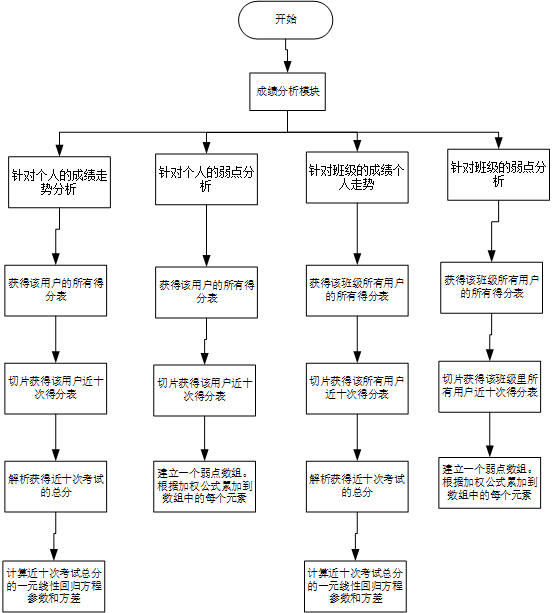 开始
成绩分析模块
针对个人的成绩走
势分析
针对个人的弱点分
析
针对班级的成绩个
人走势
针对班级的弱点分
析
获得该用户的所有得
分表
获得该用户的所有得
分表
获得该班级所有用户
的所有得分表
获得该班级所有用户
的所有得分表
切片获得该用户近十
次得分表
切片获得该用户近十
次得分表
切片获得该所有用户
近十次得分表
切片获得该班级里所
有用户近十次得分表
解析获得近十次考试
的总分
建立一个弱点数组。
根据加权公式累加到
数组中的每个元素
解析获得近十次考试
的总分
建立一个弱点数组。
根据加权公式累加到
数组中的每个元素
计算近十次考试总分
的一元线性回归方程
参数和方差
计算近十次考试总分
的一元线性回归方程
参数和方差